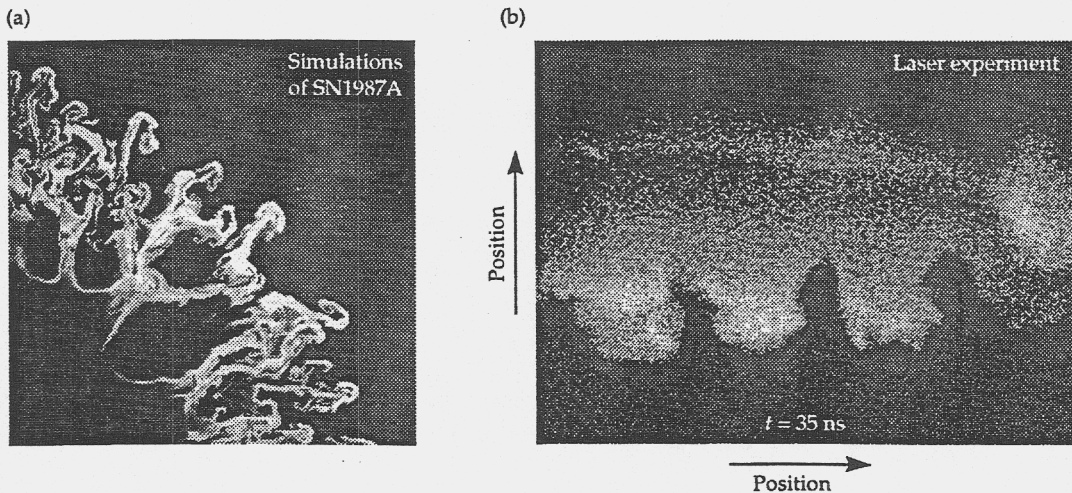 (a)
Simulations
of SN1987A
(b)
Laser experiment
Position
t = 35 ns
Position